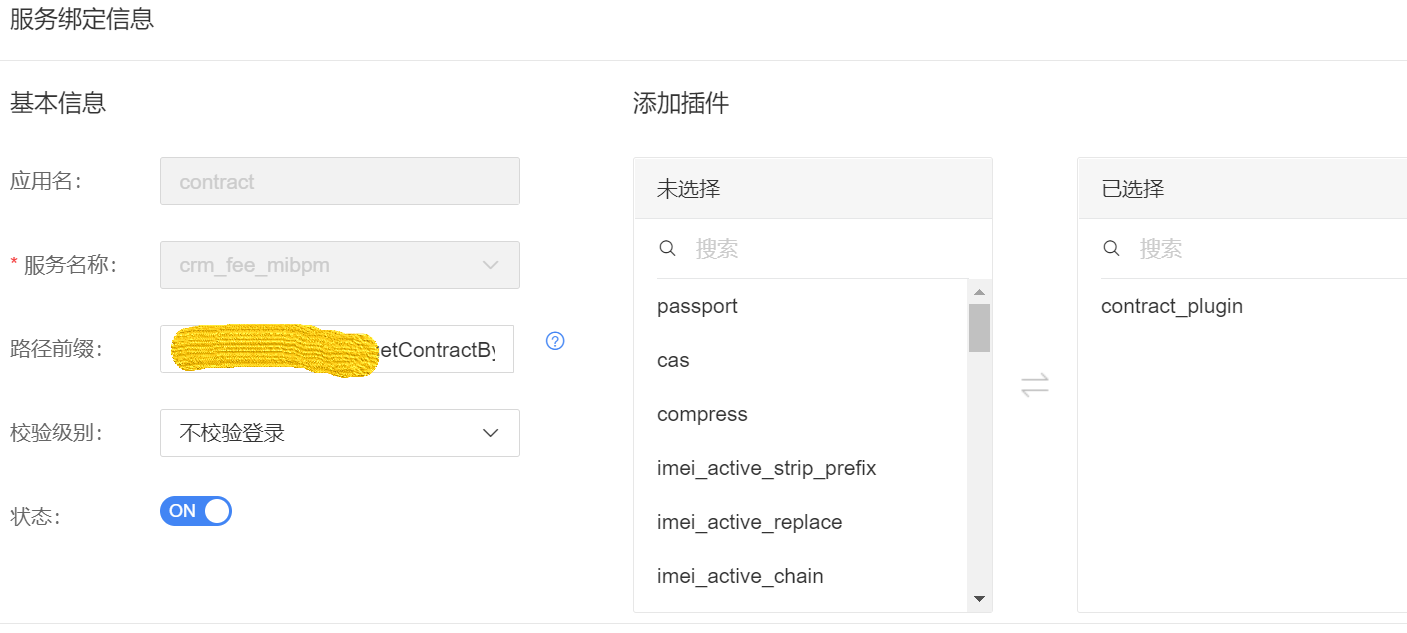 服务绑定信息
基本信息
应用名：
contract
* 服务名称：
crm_fee_mibpm
路径前缀：
etContractBy
?
校验级别：
不校验登录
状态：
ON
添加插件
未选择
搜索
passport
cas
compress
imei_active_strip_prefix
imei_active_replace
imei_active_chain
已选择
搜索
contract_plugin